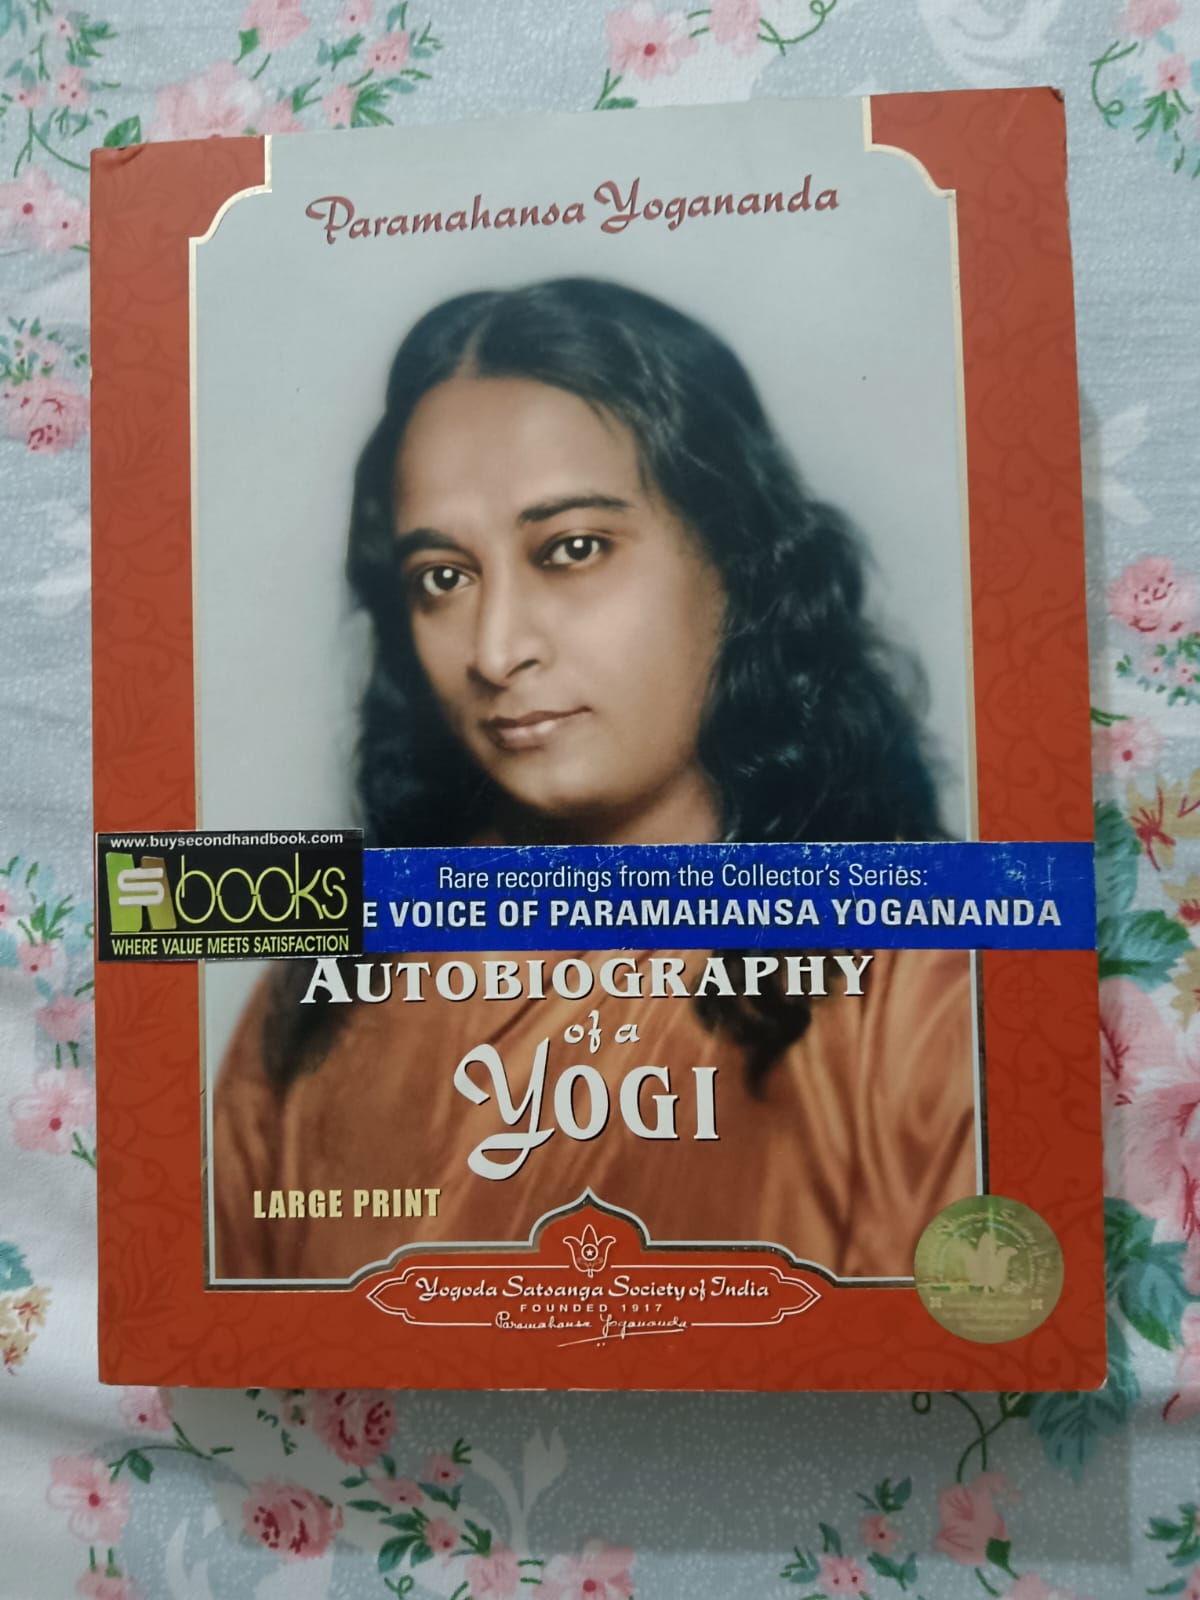 Paramahansa Yogananda
www.buysecondhandbook.com
books
WHERE VALUE MEETS SATISFACTION
Rare recordings from the Collector's Series:
E VOICE OF PARAMAHANSA YOGANANDA
AUTOBIOGRAPHY
of a
YOGI
LARGE PRINT
Yogoda Satsanga Society of India
FOUNDED 1917
Paramahansa Yogananda